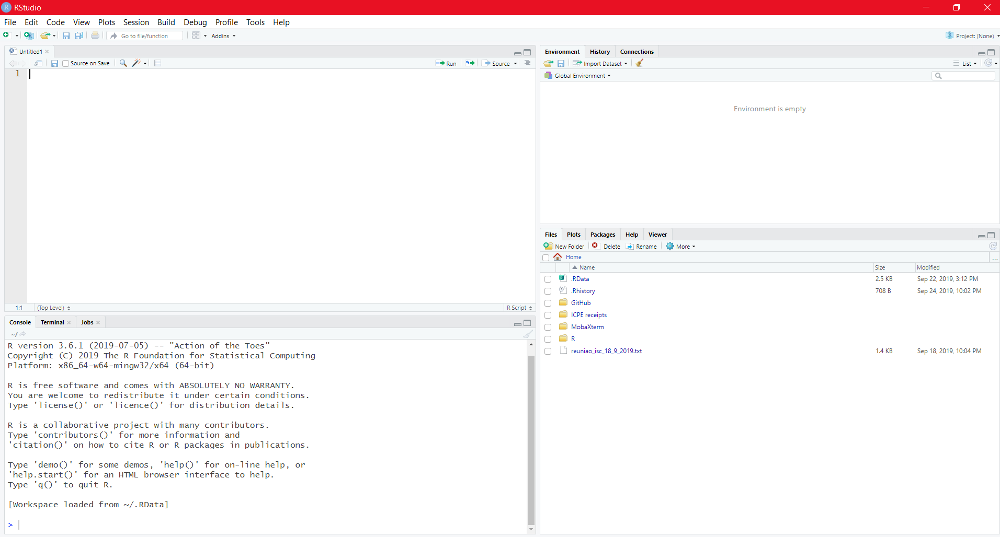 RStudio
File Edit Code View Plots Session Build Debug Profile Tools Help
Go to file/function Addins Project: (None)
Untitled1
Source on Save Run Source
1
1:1 (Top Level) R Script
Console Terminal Jobs
~/
R version 3.6.1 (2019-07-05) -- "Action of the Toes"
Copyright (C) 2019 The R Foundation for Statistical Computing
Platform: x86_64-w64-mingw32/x64 (64-bit)
R is free software and comes with ABSOLUTELY NO WARRANTY.
You are welcome to redistribute it under certain conditions.
Type 'license()' or 'licence()' for distribution details.
R is a collaborative project with many contributors.
Type 'contributors()' for more information and
'citation()' on how to cite R or R packages in publications.
Type 'demo()' for some demos, 'help()' for on-line help, or
'help.start()' for an HTML browser interface to help.
Type 'q()' to quit R.
[Workspace loaded from ~/.RData]
>
Environment History Connections
Import Dataset List
Global Environment
Environment is empty
Files Plots Packages Help Viewer
New Folder Delete Rename More
Home ...
Name Size Modified
.RData 2.5 KB Sep 22, 2019, 3:12 PM
.Rhistory 708 B Sep 24, 2019, 10:02 PM
GitHub
ICPE receipts
MobaXterm
R
reuniao_isc_18_9_2019.txt 1.4 KB Sep 18, 2019, 10:04 PM